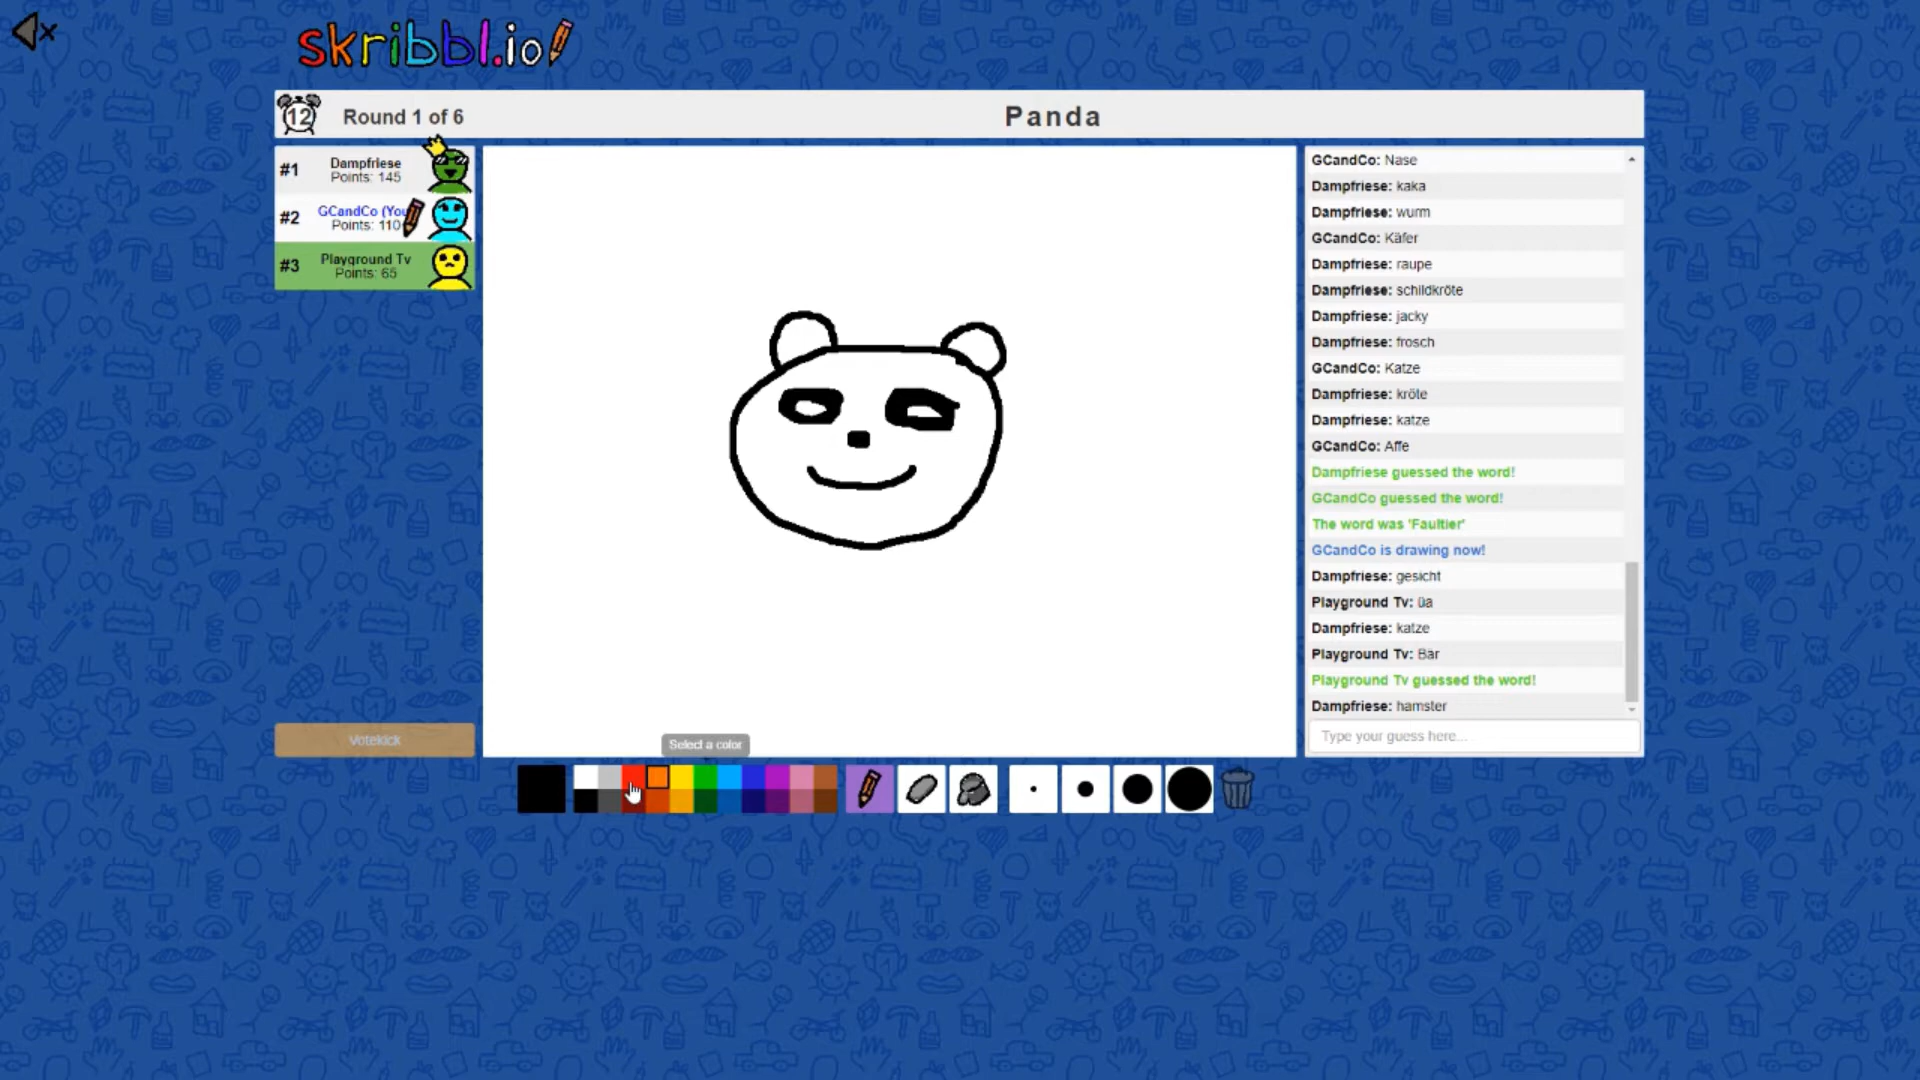 skribbl.io
12
Round 1 of 6
Panda
#1
Dampfriese
Points: 145
#2
GCandCo (You
Points: 110
#3
Playground Tv
Points: 65
Votekick
GCandCo: Nase
Dampfriese: kaka
Dampfriese: wurm
GCandCo: Käfer
Dampfriese: raupe
Dampfriese: schildkröte
Dampfriese: jacky
Dampfriese: frosch
GCandCo: Katze
Dampfriese: kröte
Dampfriese: katze
GCandCo: Affe
Dampfriese guessed the word!
GCandCo guessed the word!
The word was 'Faultier'
GCandCo is drawing now!
Dampfriese: gesicht
Playground Tv: üa
Dampfriese: katze
Playground Tv: Bär
Playground Tv guessed the word!
Dampfriese: hamster
Type your guess here...
Select a color